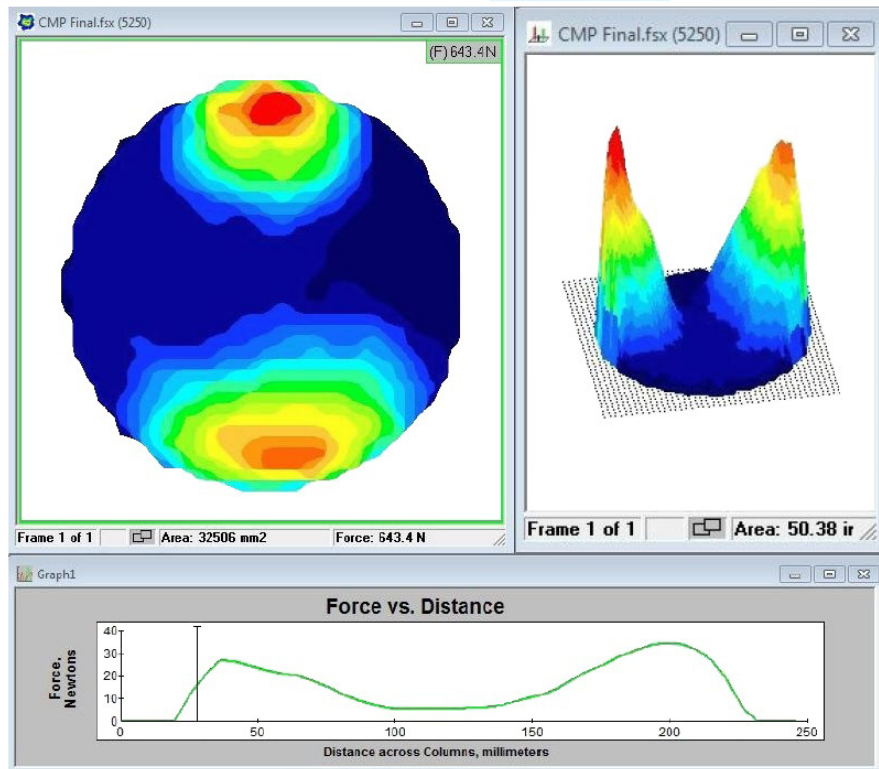 CMP Final.fsx (5250)
(F) 643.4 N
Frame 1 of 1
Area: 32506 mm2
Force: 643.4 N
CMP Final.fsx (5250)
Frame 1 of 1
Area: 50.38 ir
Graph1
Force vs. Distance
Force,
Newtons
40
30
20
10
0
0 50 100 150 200 250
Distance across Columns, millimeters